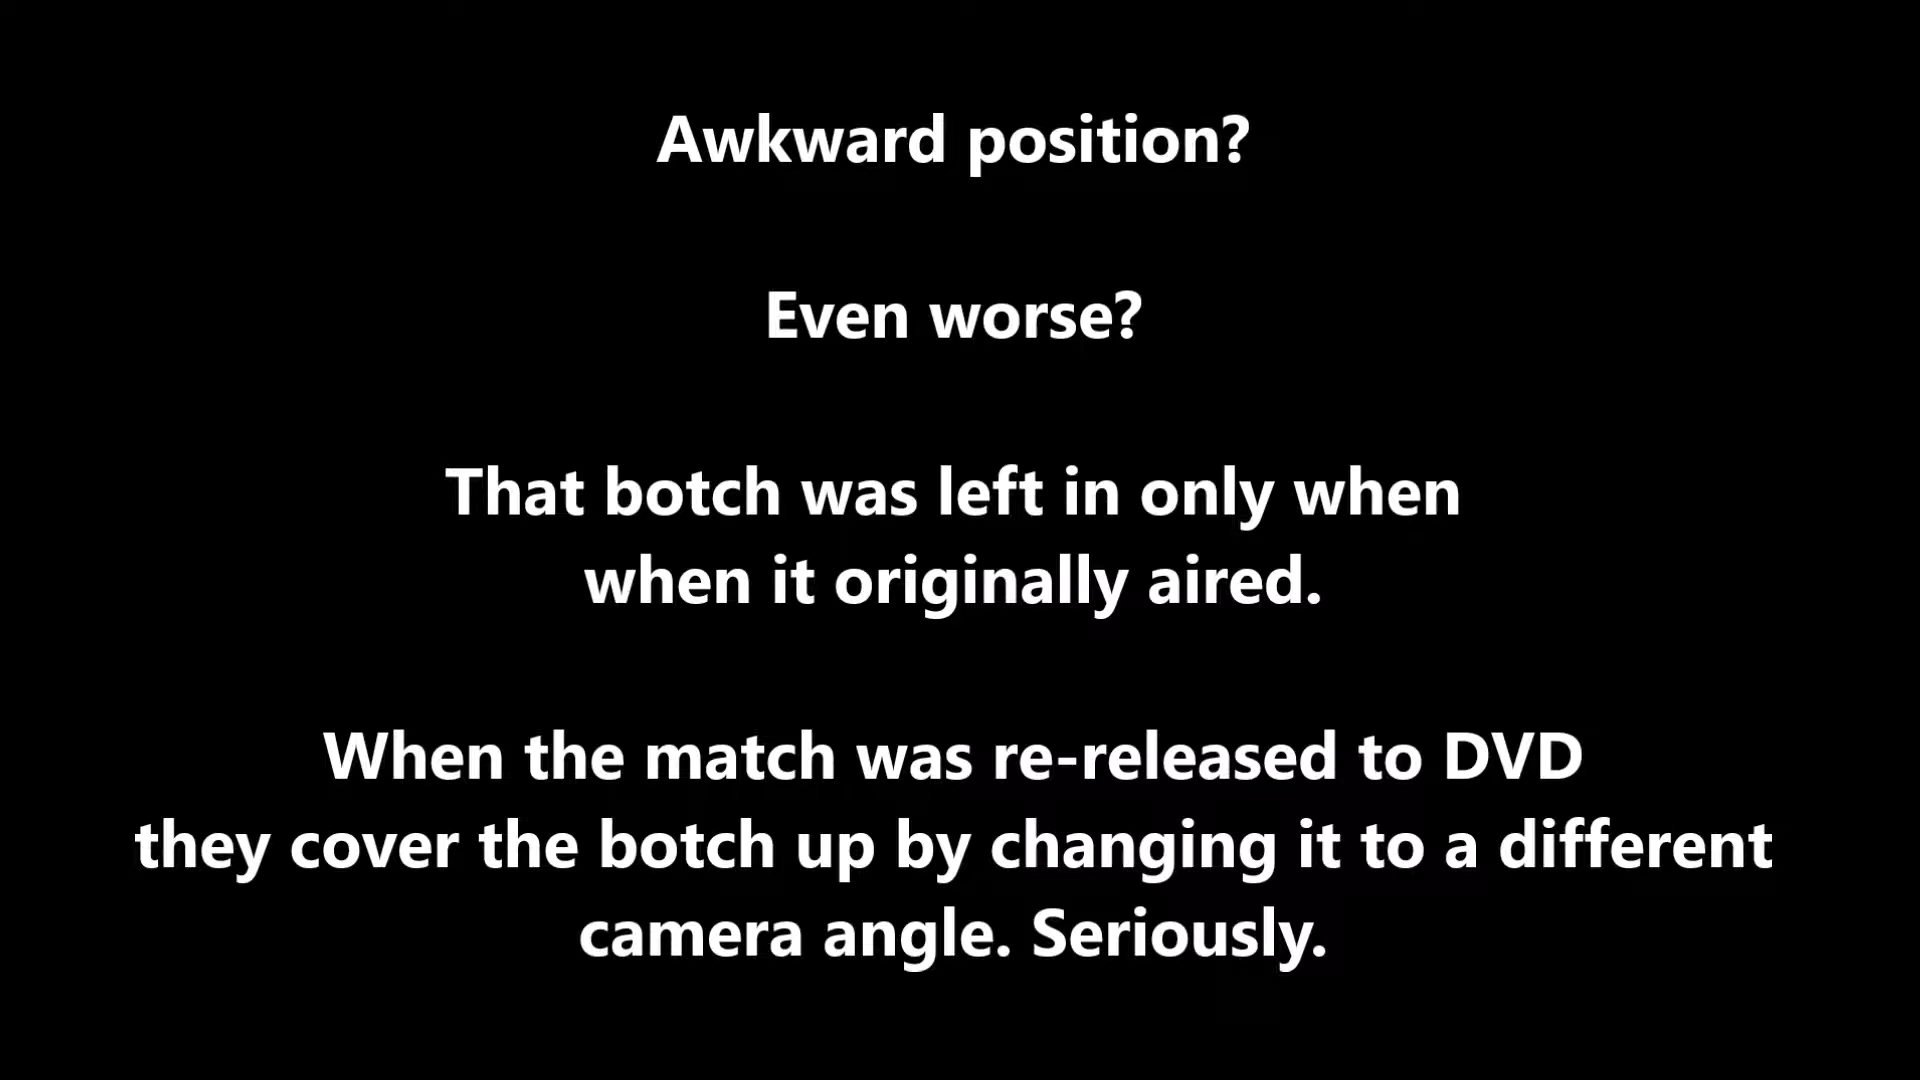 Awkward position?
Even worse?
That botch was left in only when
when it originally aired.
When the match was re-released to DVD
they cover the botch up by changing it to a different
camera angle. Seriously.